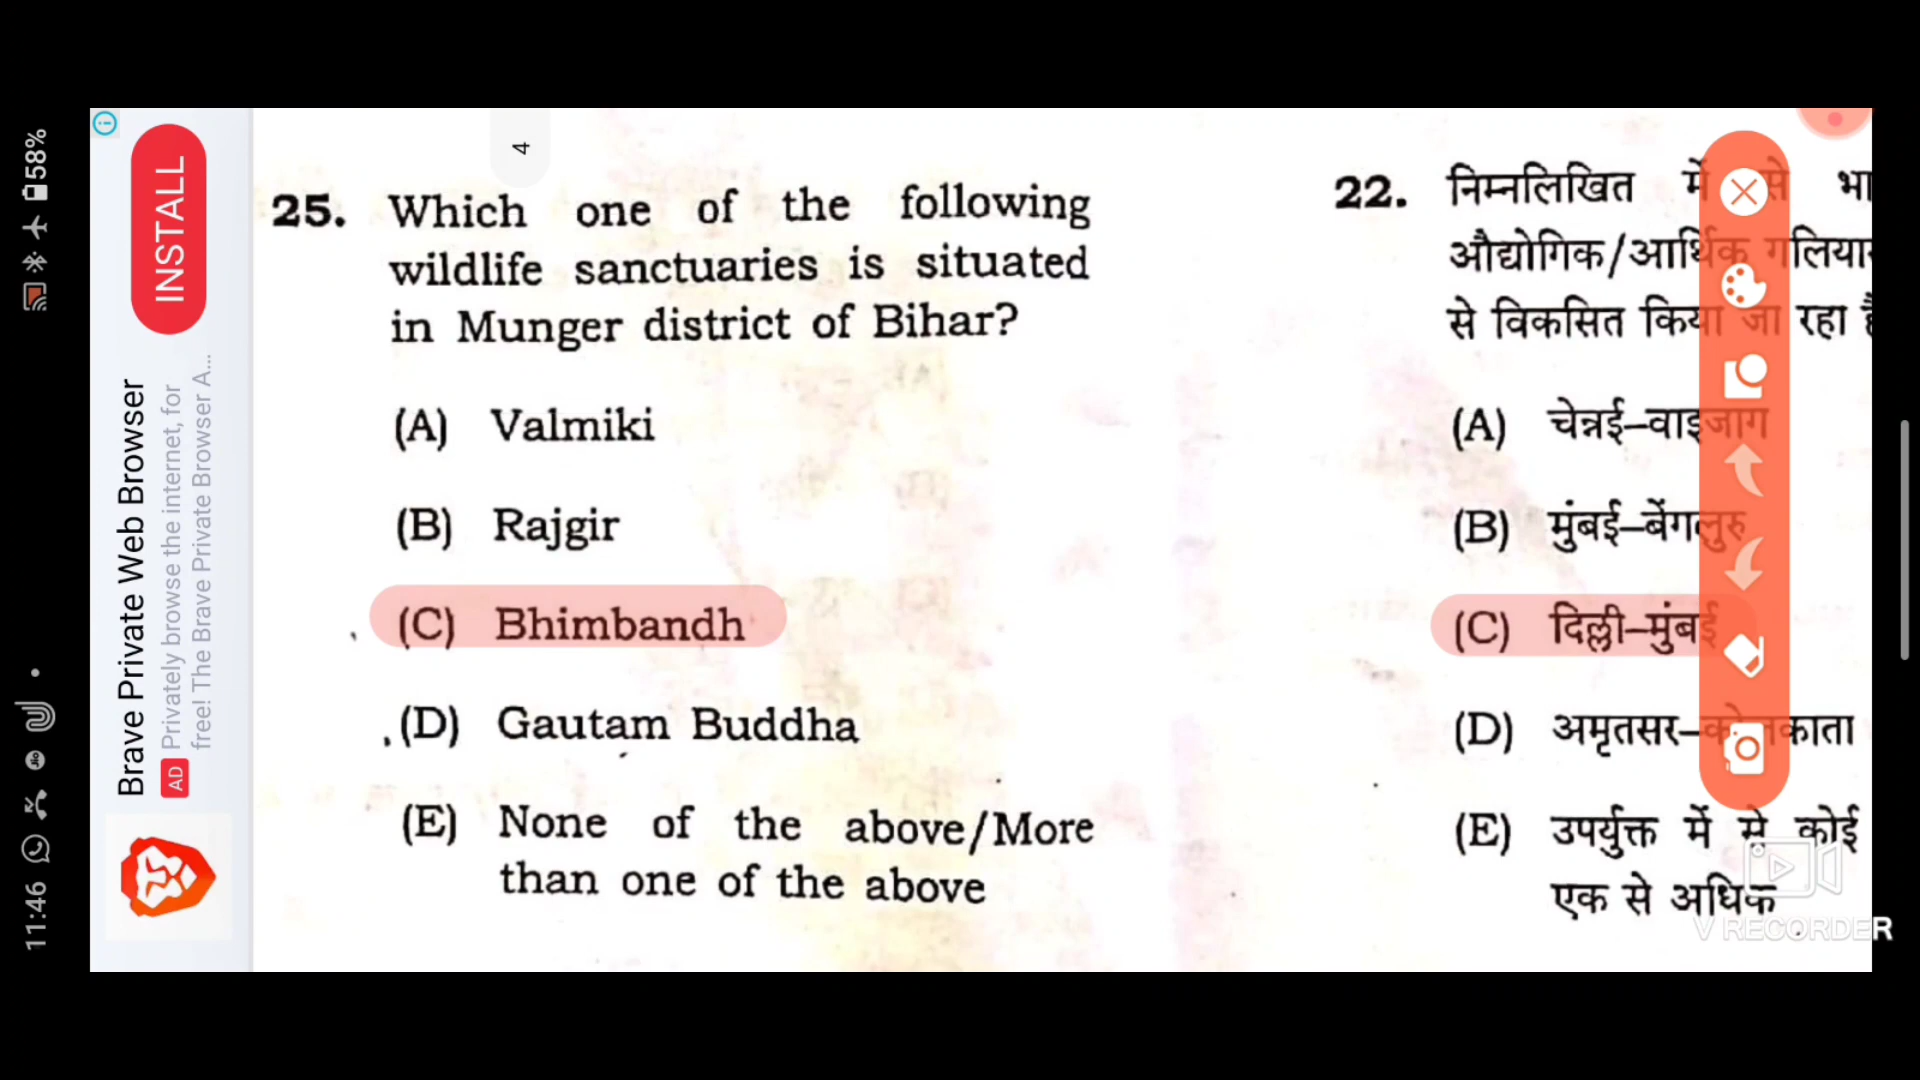 11:46
58%
Brave Private Web Browser
AD Privately browse the internet, for
free! The Brave Private Browser A...
INSTALL
4
25. Which one of the following
wildlife sanctuaries is situated
in Munger district of Bihar?
(A) Valmiki
(B) Rajgir
(C) Bhimbandh
(D) Gautam Buddha
(E) None of the above/More
than one of the above
22. निम्नलिखित में से
औद्योगिक/आर्थिक
से विकसित किया जा रहा
(A) चेन्नई–वाइजाग
(B) मुंबई–बेंगलुरु
(C) दिल्ली–मुंबई
(D) अमृतसर–कोलकाता
(E) उपर्युक्त में से कोई
एक से अधिक
V RECORDER